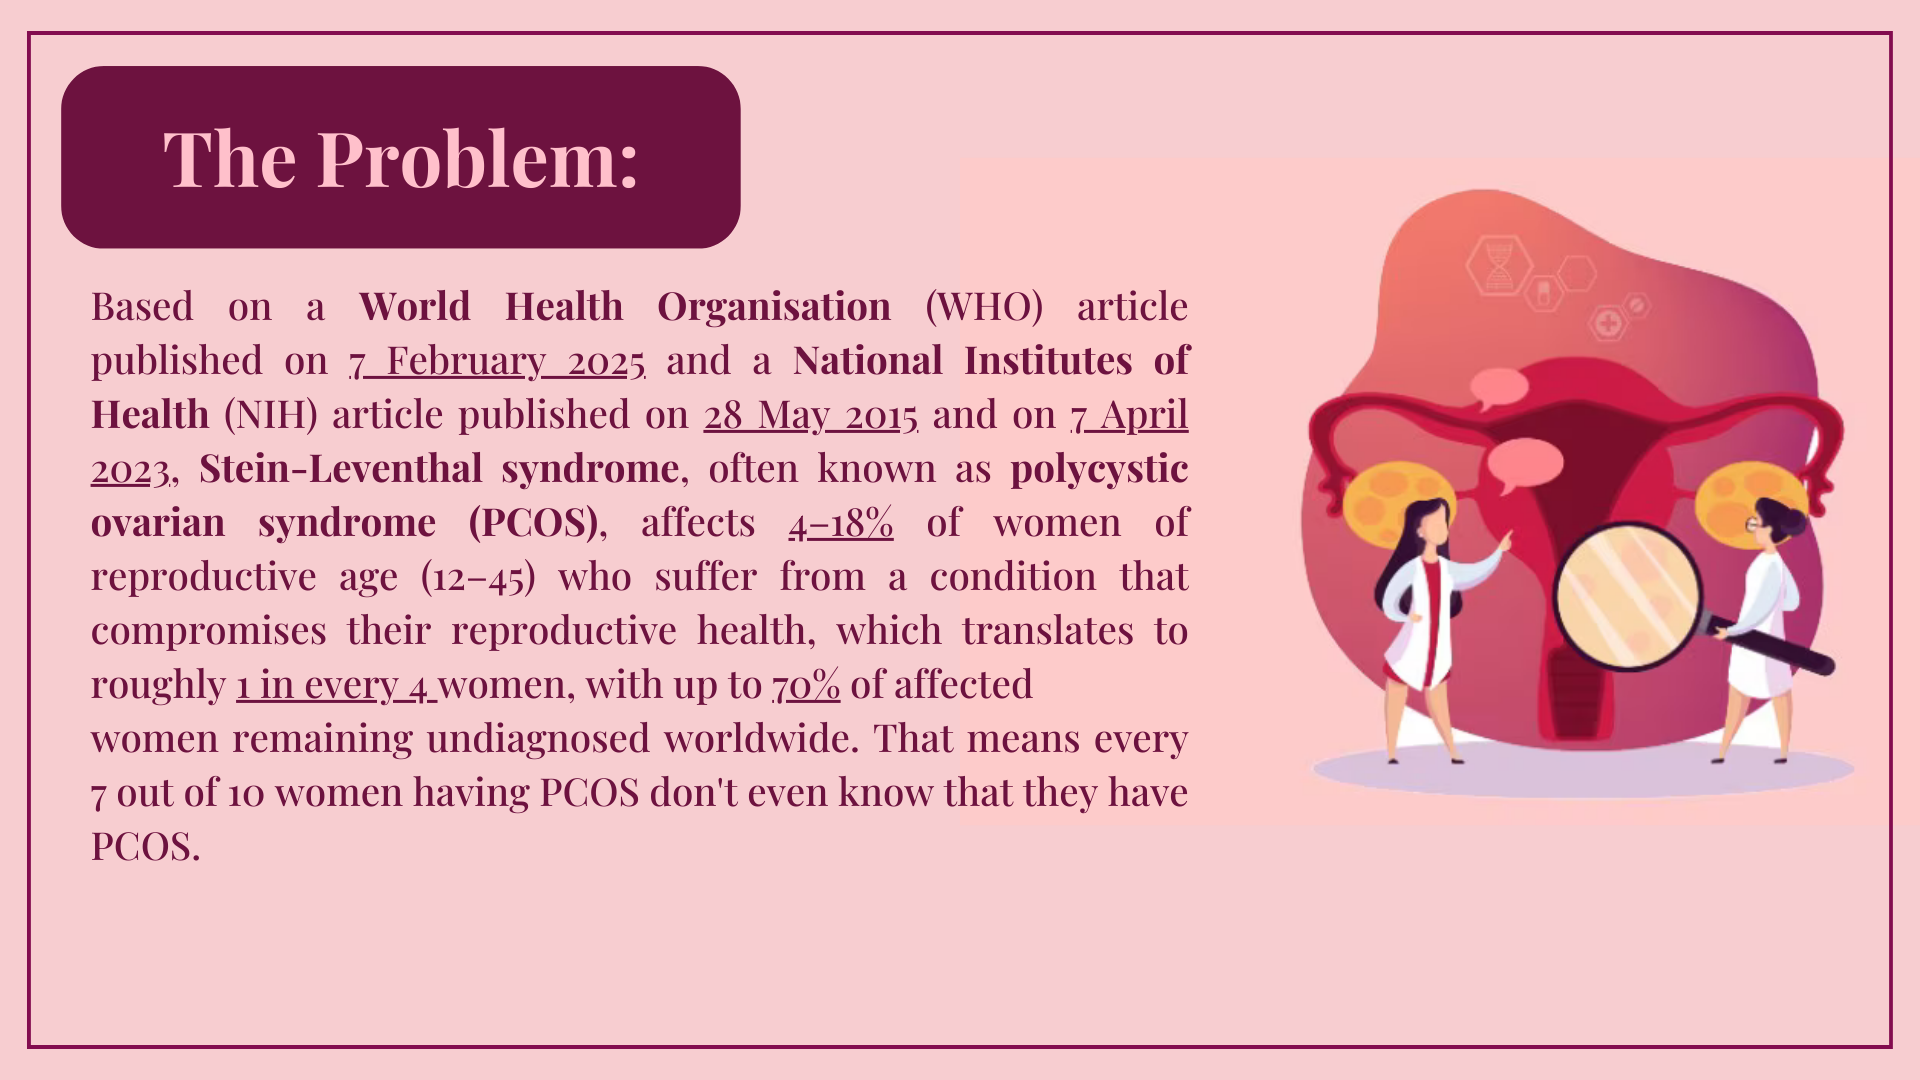 The Problem:
Based on a World Health Organisation (WHO) article
published on 7 February 2025 and a National Institutes of
Health (NIH) article published on 28 May 2015 and on 7 April
2023, Stein-Leventhal syndrome, often known as polycystic
ovarian syndrome (PCOS), affects 4–18% of women of
reproductive age (12–45) who suffer from a condition that
compromises their reproductive health, which translates to
roughly 1 in every 4 women, with up to 70% of affected
women remaining undiagnosed worldwide. That means every
7 out of 10 women having PCOS don't even know that they have
PCOS.